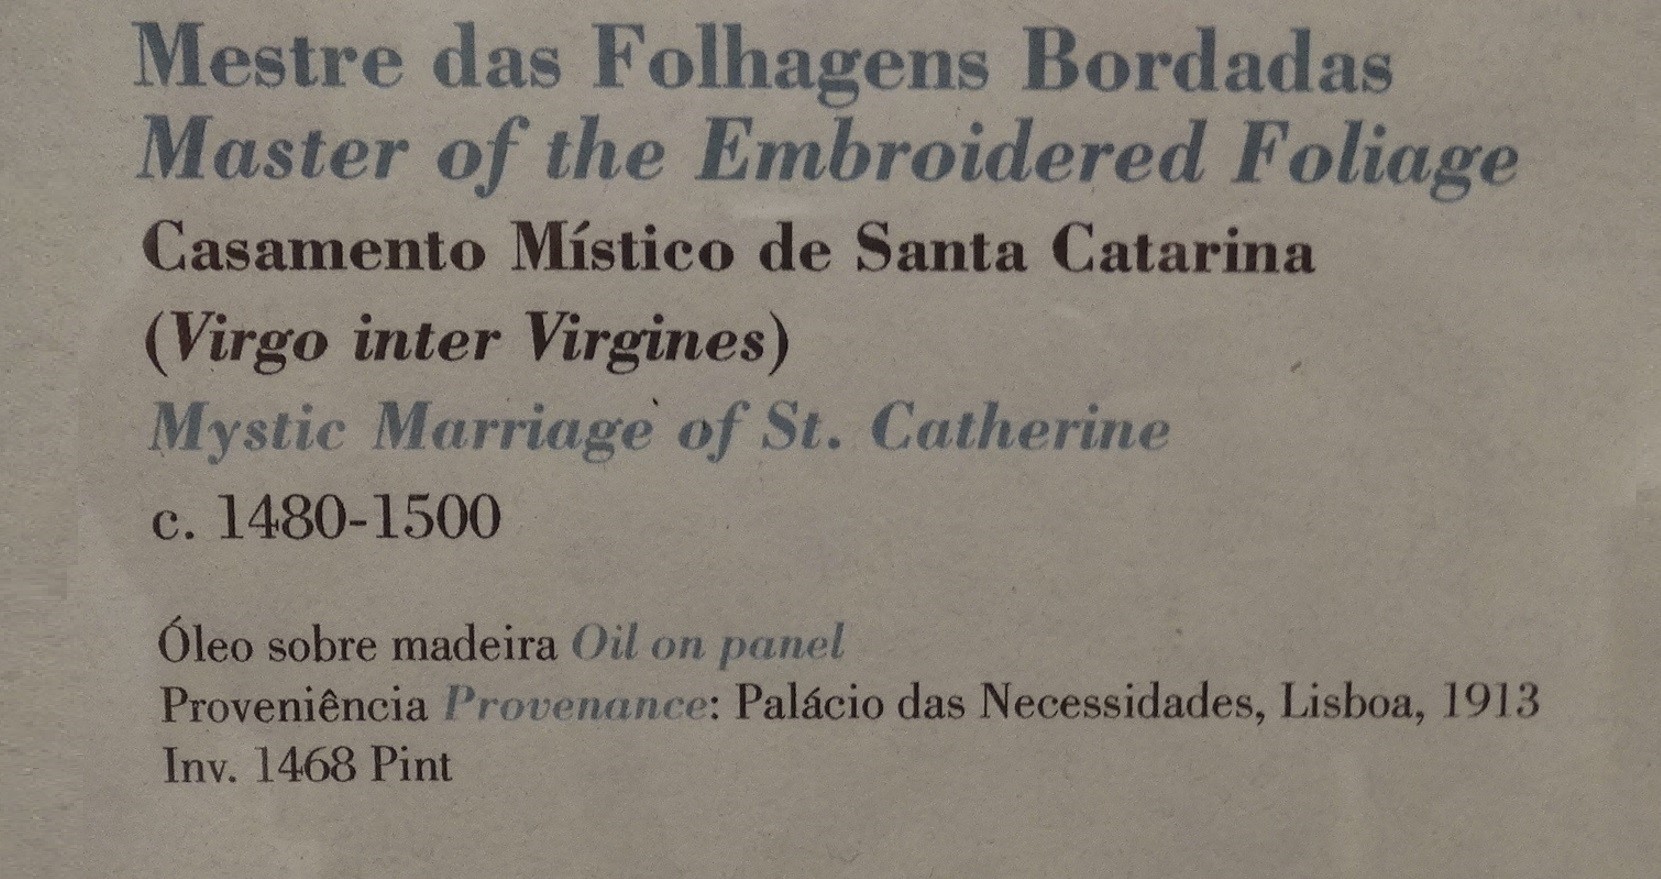 Mestre das Folhagens Bordadas
Master of the Embroidered Foliage
Casamento Místico de Santa Catarina
(Virgo inter Virgines)
Mystic Marriage of St. Catherine
c. 1480-1500
Óleo sobre madeira Oil on panel
Proveniência Provenance: Palácio das Necessidades, Lisboa, 1913
Inv. 1468 Pint